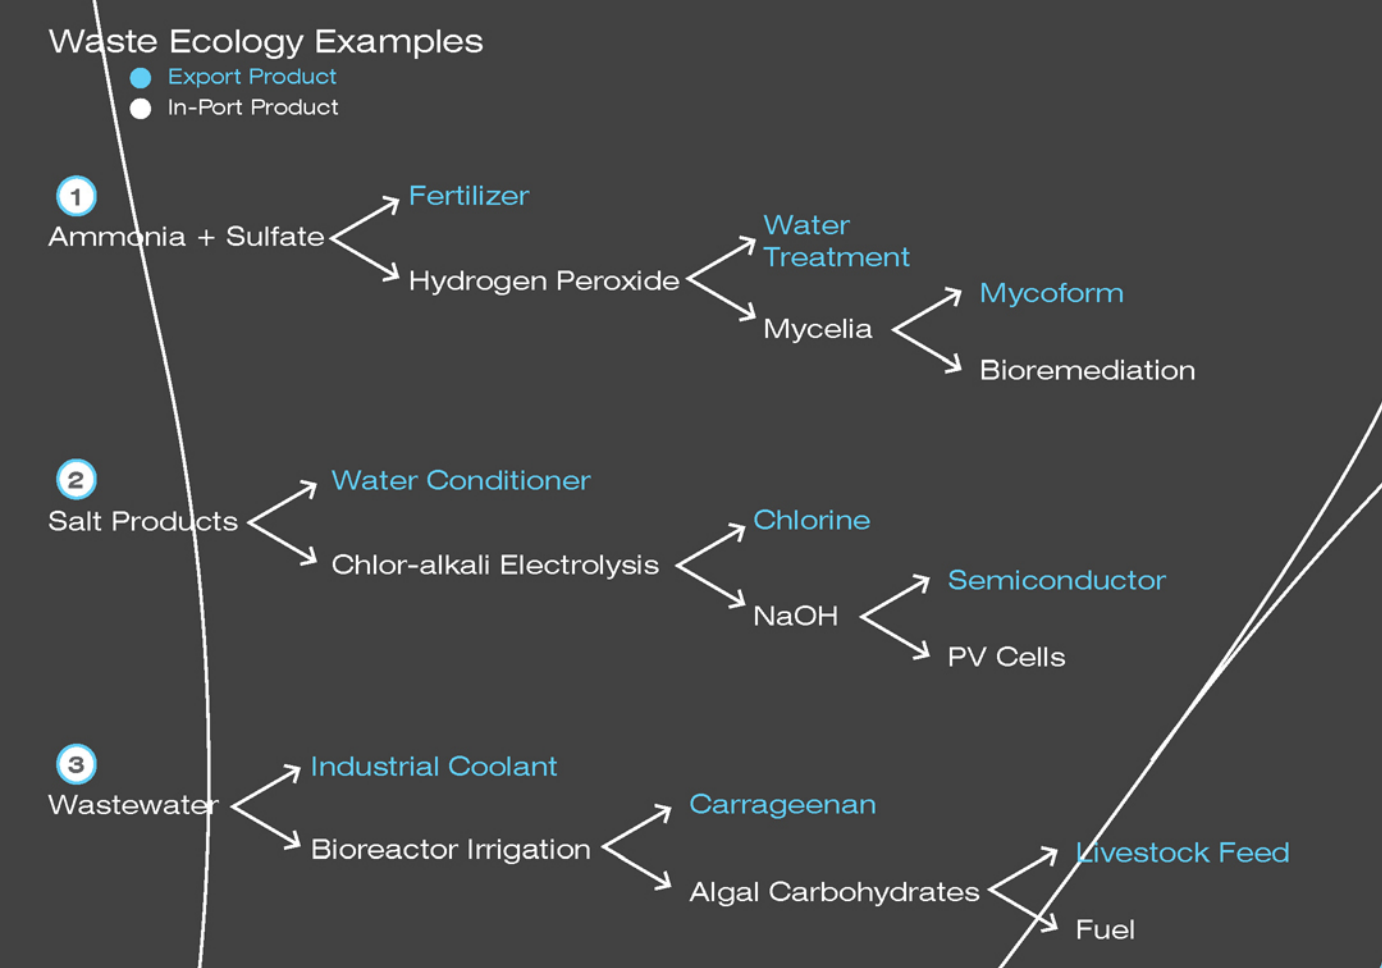 Waste Ecology Examples
Export Product
In-Port Product
1
Ammonia + Sulfate
Fertilizer
Hydrogen Peroxide
Water
Treatment
Mycelia
Mycoform
Bioremediation
2
Salt Products
Water Conditioner
Chlor-alkali Electrolysis
Chlorine
NaOH
Semiconductor
PV Cells
3
Wastewater
Industrial Coolant
Bioreactor Irrigation
Carrageenan
Algal Carbohydrates
Livestock Feed
Fuel